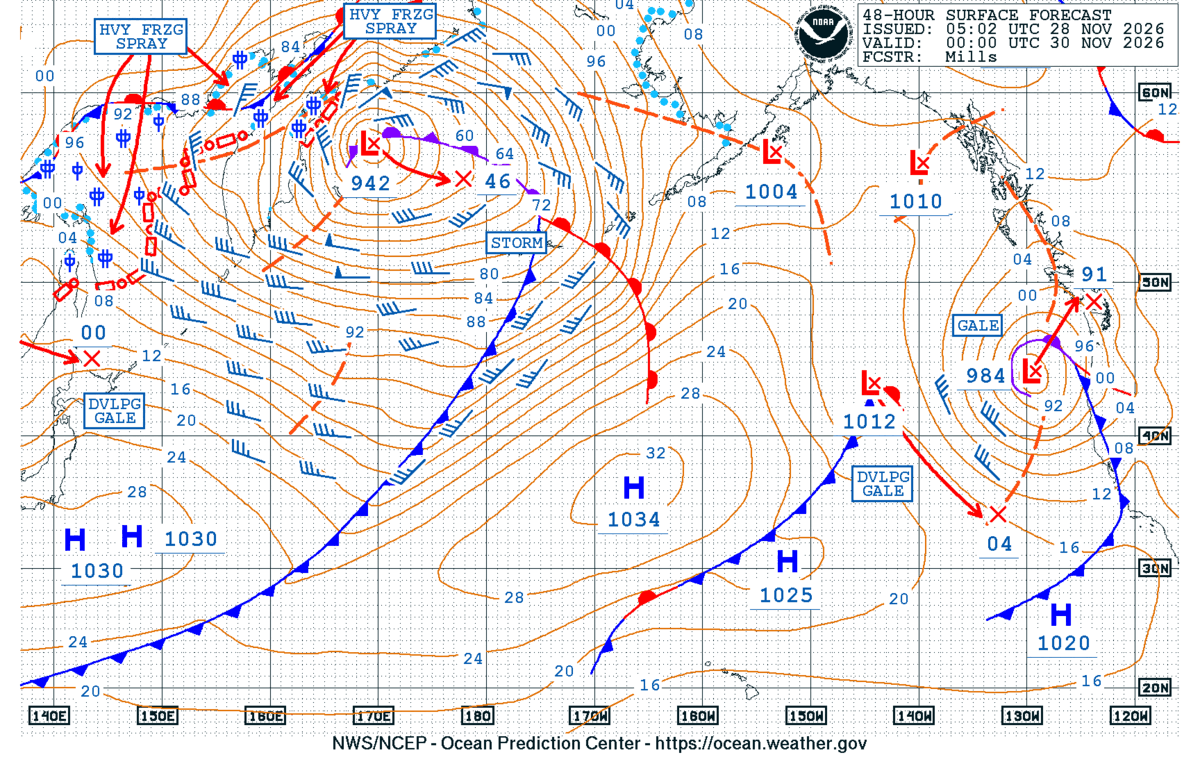 NOAA
48-HOUR SURFACE FORECAST
ISSUED: 05:02 UTC 28 NOV 2026
VALID: 00:00 UTC 30 NOV 2026
FCSTR: Mills
HVY FRZG
SPRAY
HVY FRZG
SPRAY
04
00
08
96
84
00
88
92
60N
12
96
60
64
L
942
46
72
L
1004
L
1010
12
00
04
08
STORM
08
12
16
20
08
04
00
91
50N
80
84
88
92
08
00
12
16
20
24
28
DVLPG
GALE
24
28
GALE
L
984
96
00
04
92
L
1012
40N
08
12
16
DVLPG
GALE
04
32
H
1034
H
H
1030
1030
H
1025
30N
28
20
H
1020
24
24
20
20
16
16
20N
140E
150E
160E
170E
180
170W
160W
150W
140W
130W
120W
NWS/NCEP - Ocean Prediction Center - https://ocean.weather.gov